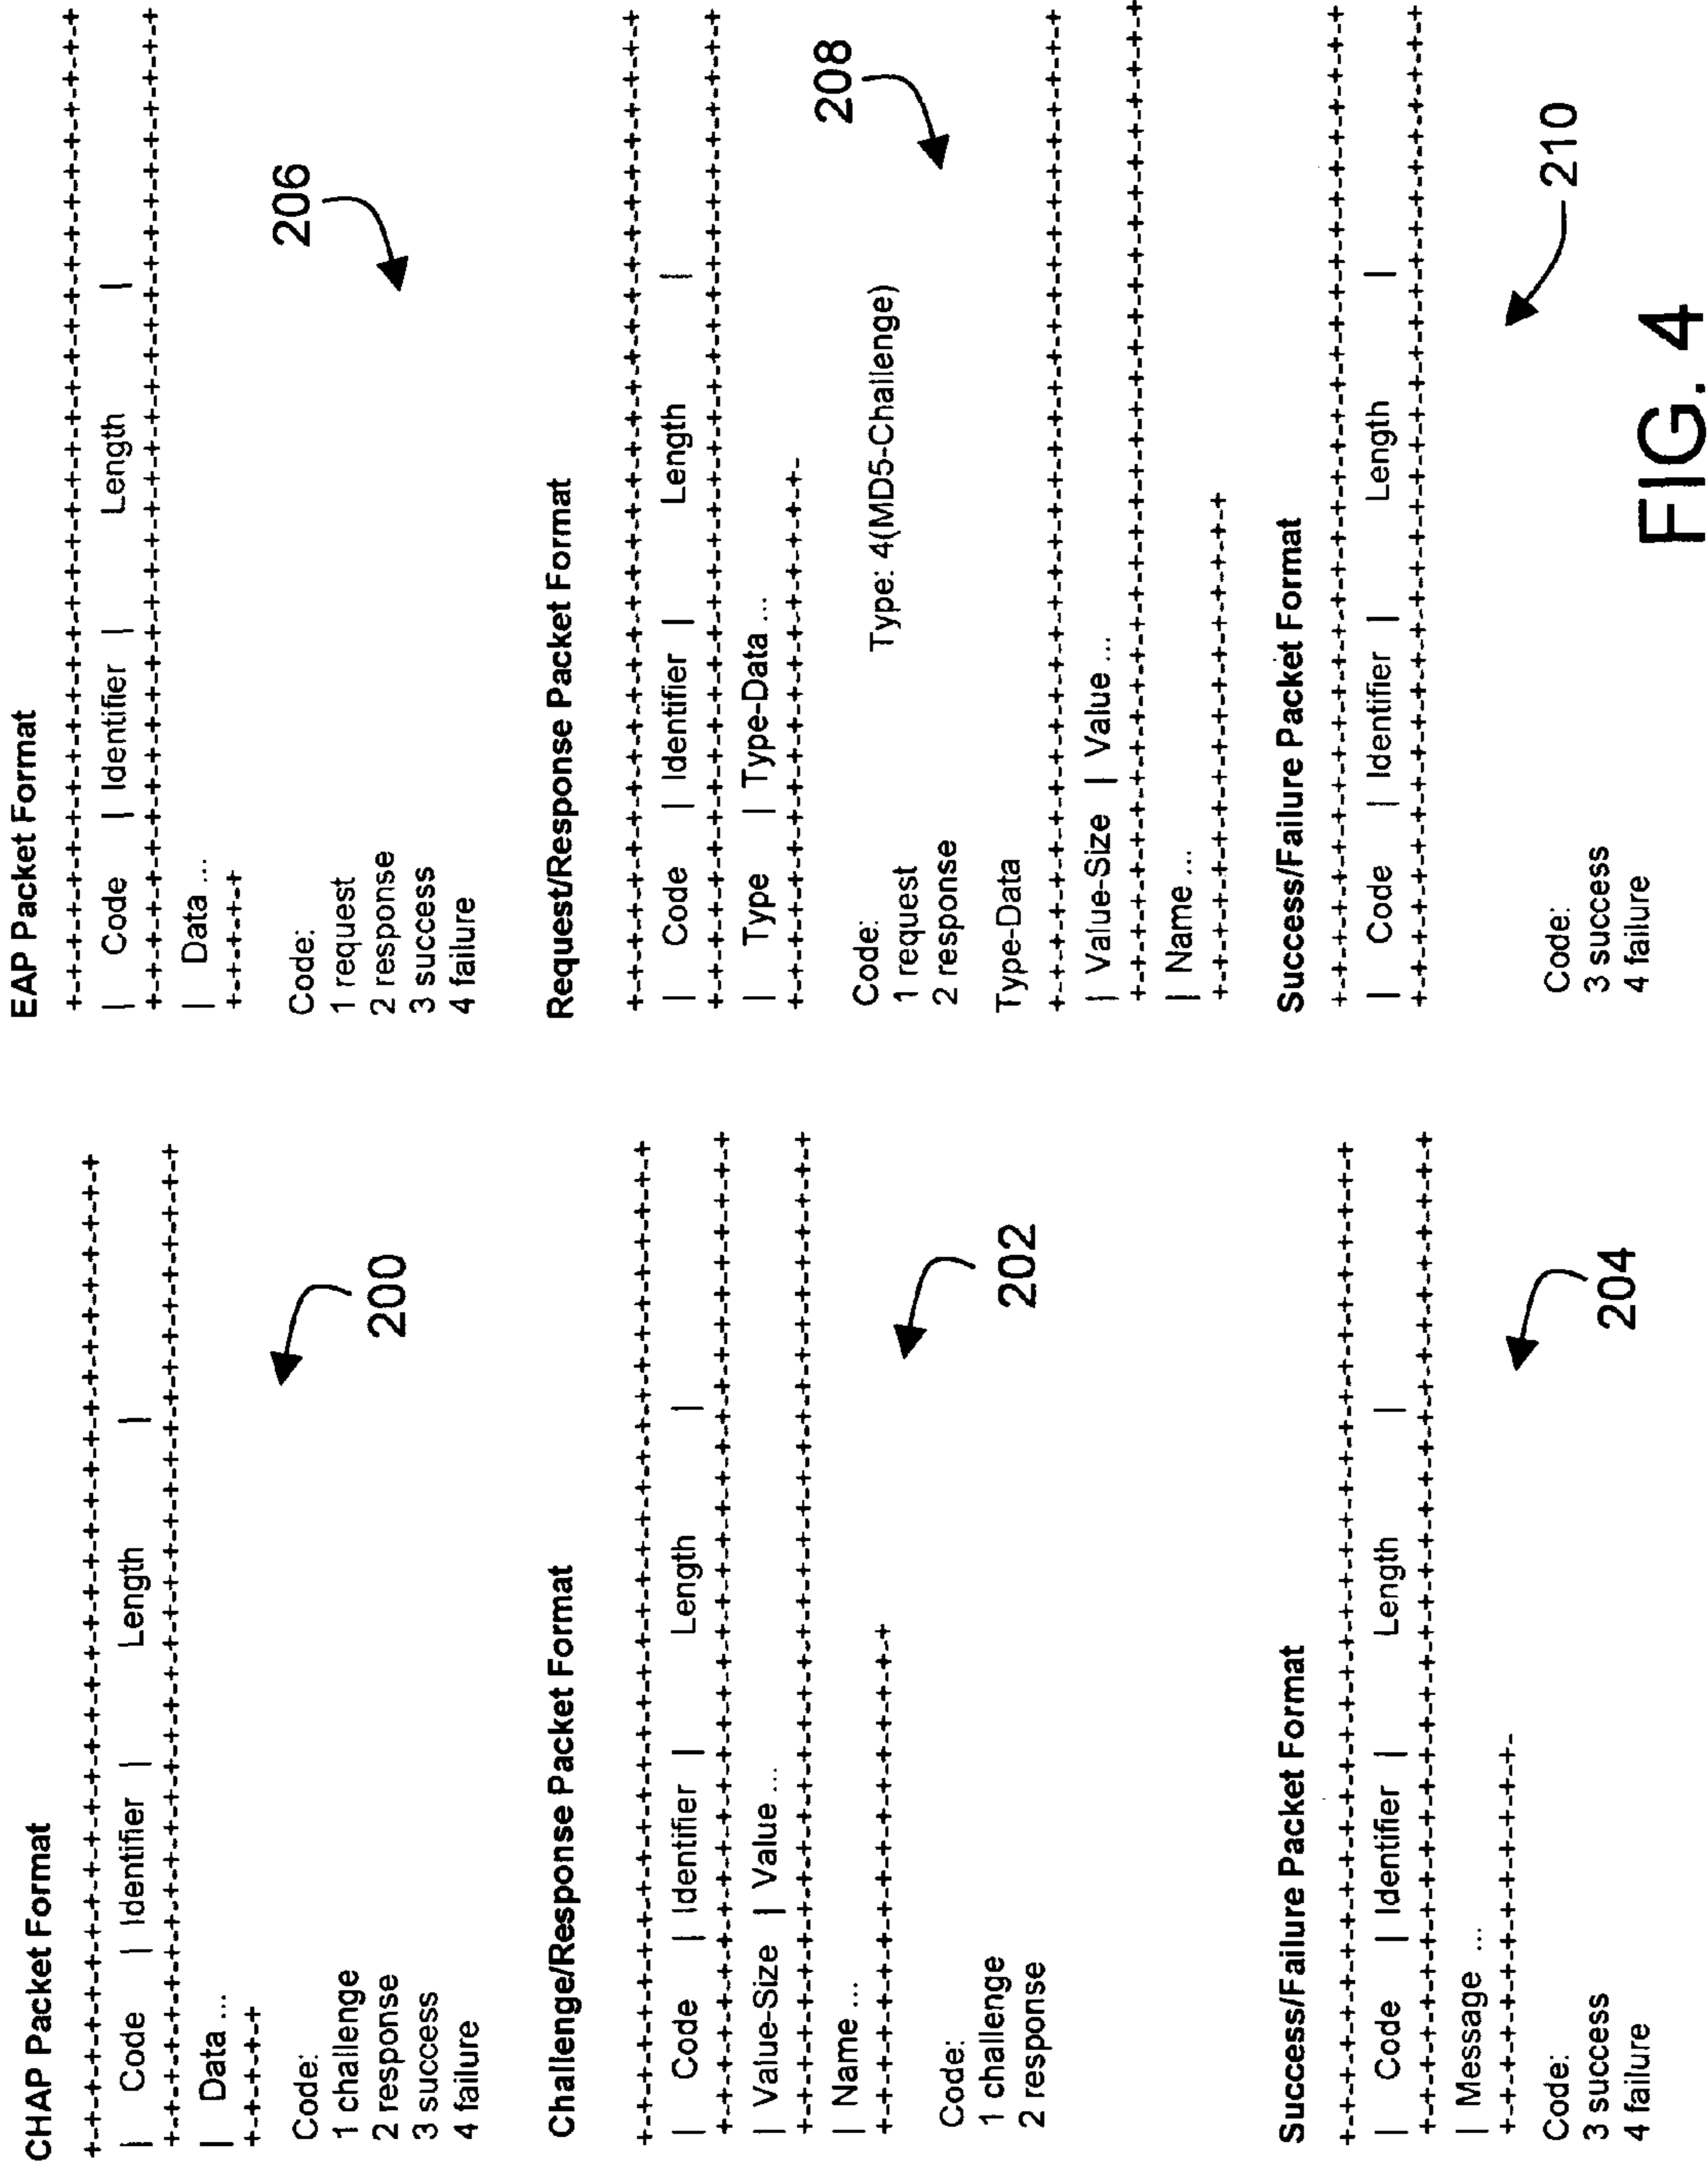 CHAP Packet Format
| Code | Identifier | Length |
| Data ...
Code:
1 challenge
2 response
3 success
4 failure
200
Challenge/Response Packet Format
| Code | Identifier | Length |
| Value-Size | Value ...
| Name ...
Code:
1 challenge
2 response
202
Success/Failure Packet Format
| Code | Identifier | Length |
| Message ...
Code:
3 success
4 failure
204
EAP Packet Format
| Code | Identifier | Length |
| Data ...
Code:
1 request
2 response
3 success
4 failure
206
Request/Response Packet Format
| Code | Identifier | Length |
| Type | Type-Data ...
208
Code: Type: 4(MD5-Challenge)
1 request
2 response
Type-Data
| Value-Size | Value ...
| Name ...
Success/Failure Packet Format
| Code | Identifier | Length |
Code:
3 success
4 failure
210
FIG. 4